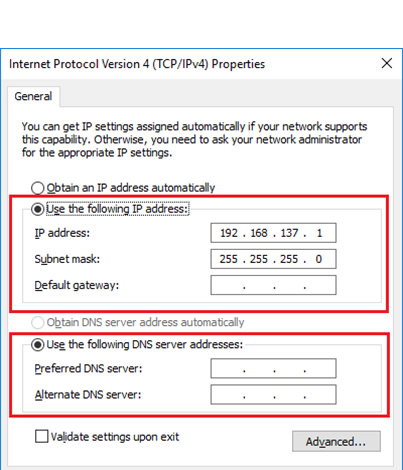 Internet Protocol Version 4 (TCP/IPv4) Properties
General
You can get IP settings assigned automatically if your network supports
this capability. Otherwise, you need to ask your network administrator
for the appropriate IP settings.
Obtain an IP address automatically
Use the following IP address:
IP address: 192 . 168 . 137 . 1
Subnet mask: 255 . 255 . 255 . 0
Default gateway: . . .
Obtain DNS server address automatically
Use the following DNS server addresses:
Preferred DNS server: . . .
Alternate DNS server: . . .
Validate settings upon exit
Advanced...